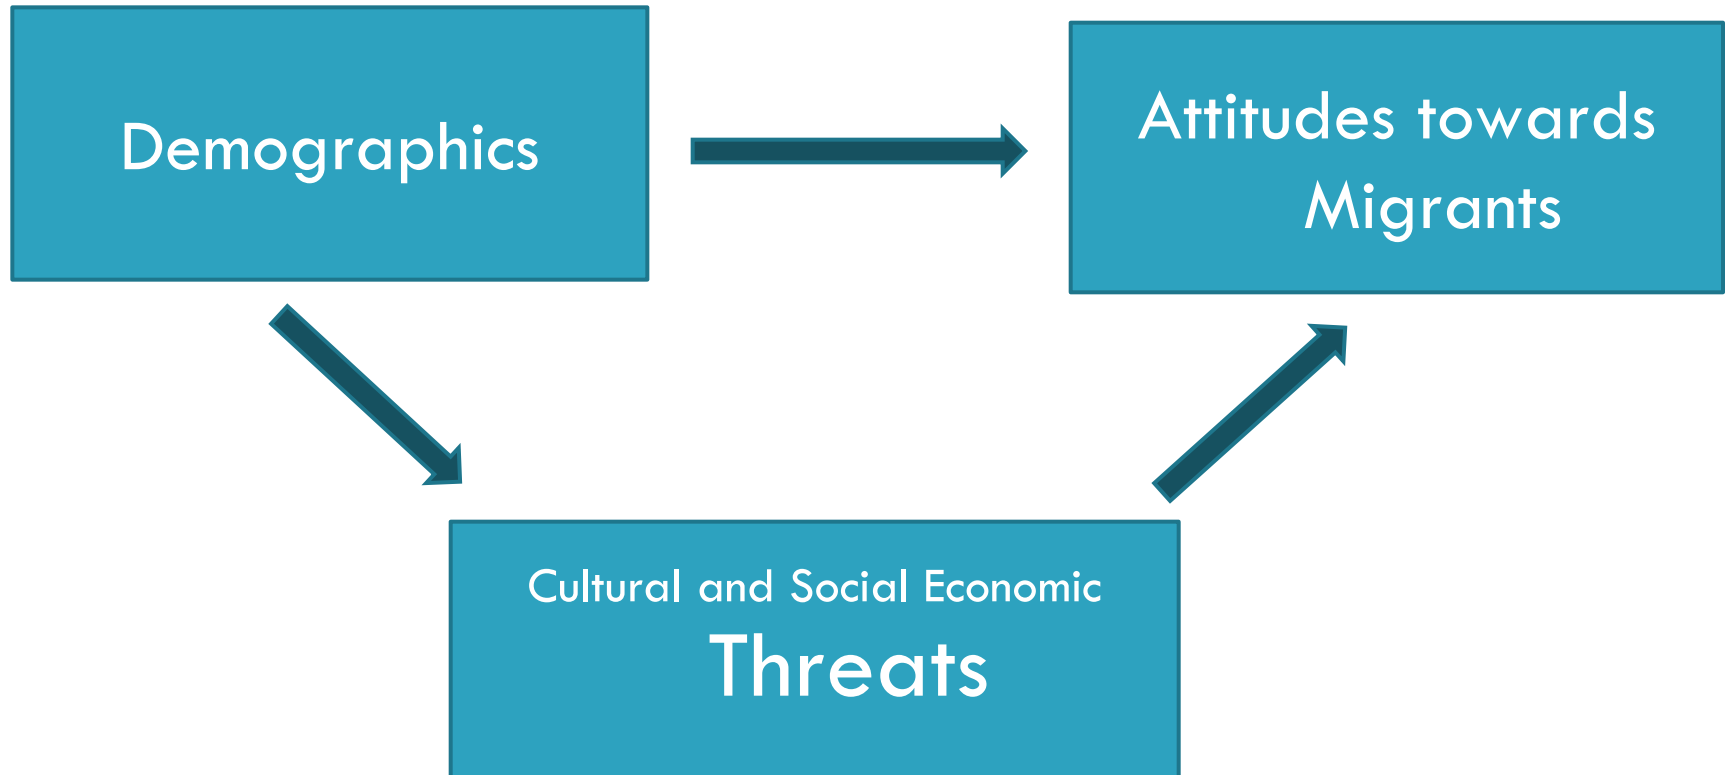 Demographics
Attitudes towards
Migrants
Cultural and Social Economic
Threats